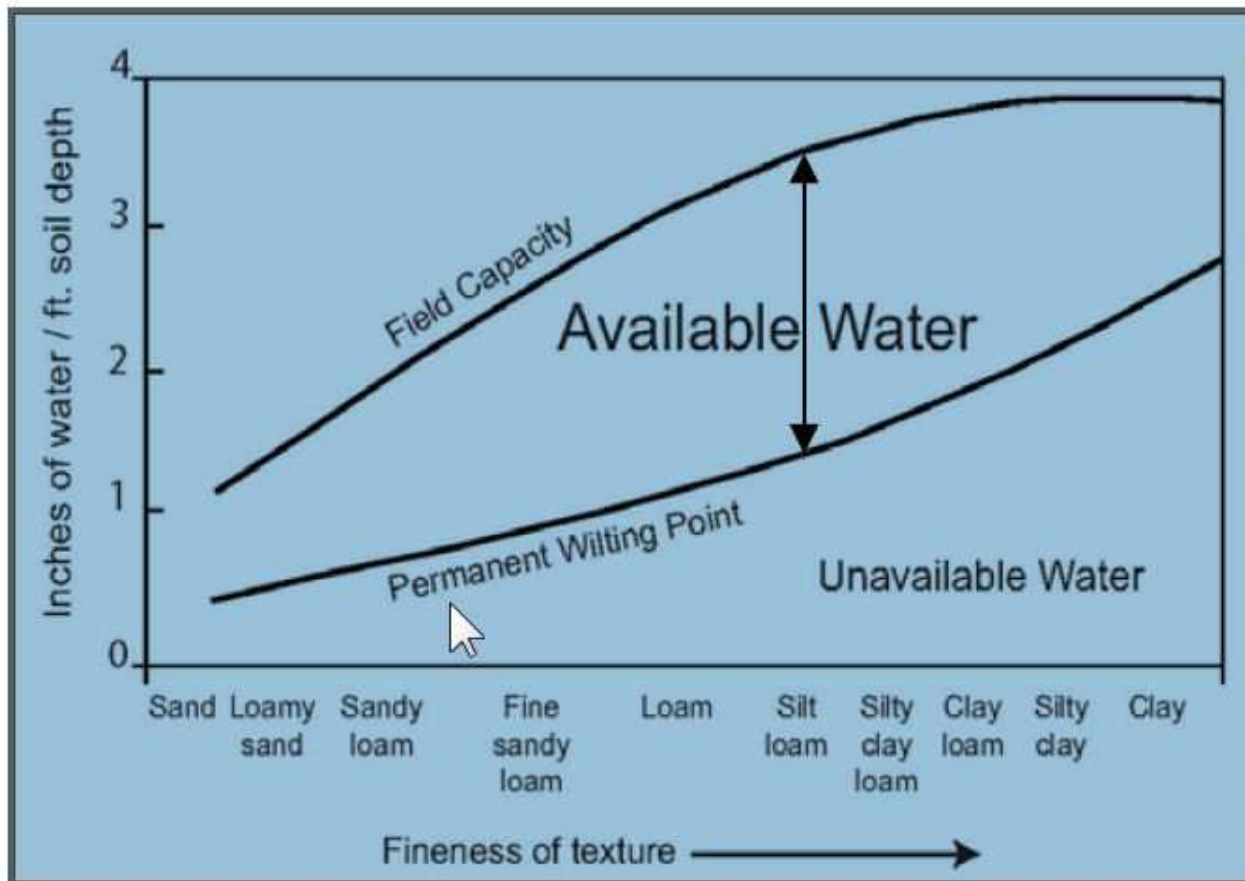 Inches of water / ft. soil depth
4
3
2
1
0
Field Capacity
Available Water
Permanent Wilting Point
Unavailable Water
Sand
Loamy
sand
Sandy
loam
Fine
sandy
loam
Loam
Silt
loam
Silty
clay
loam
Clay
loam
Silty
clay
Clay
Fineness of texture